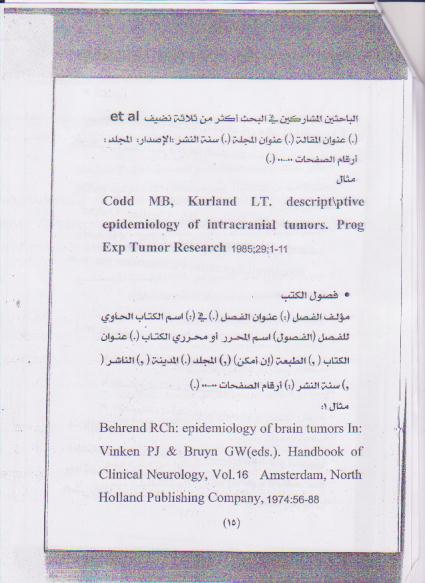 الباحثين المشاركين في البحث أكثر من ثلاثة نضيف et al
(.) عنوان المقالة (.) عنوان المجلة (.) سنة النشر ؛الإصدار: المجلد :
أرقام الصفحات ..-... (.)
مثال
Codd MB, Kurland LT. descript\ptive
epidemiology of intracranial tumors. Prog
Exp Tumor Research 1985;29;1-11
• فصول الكتب
مؤلف الفصل (:) عنوان الفصل (.) في (:) اسم الكتاب الحاوي
للفصل (الفصول) اسم المحرر أو محرري الكتاب (.) عنوان
الكتاب ( , ) الطبعة (إن أمكن) (,) المجلد (.) المدينة ( , ) الناشر (
, ) سنة النشر (:) أرقام الصفحات ..-... (.)
مثال ١:
Behrend RCh: epidemiology of brain tumors In:
Vinken PJ & Bruyn GW(eds.). Handbook of
Clinical Neurology, Vol.16 Amsterdam, North
Holland Publishing Company, 1974:56-88
(١٥)